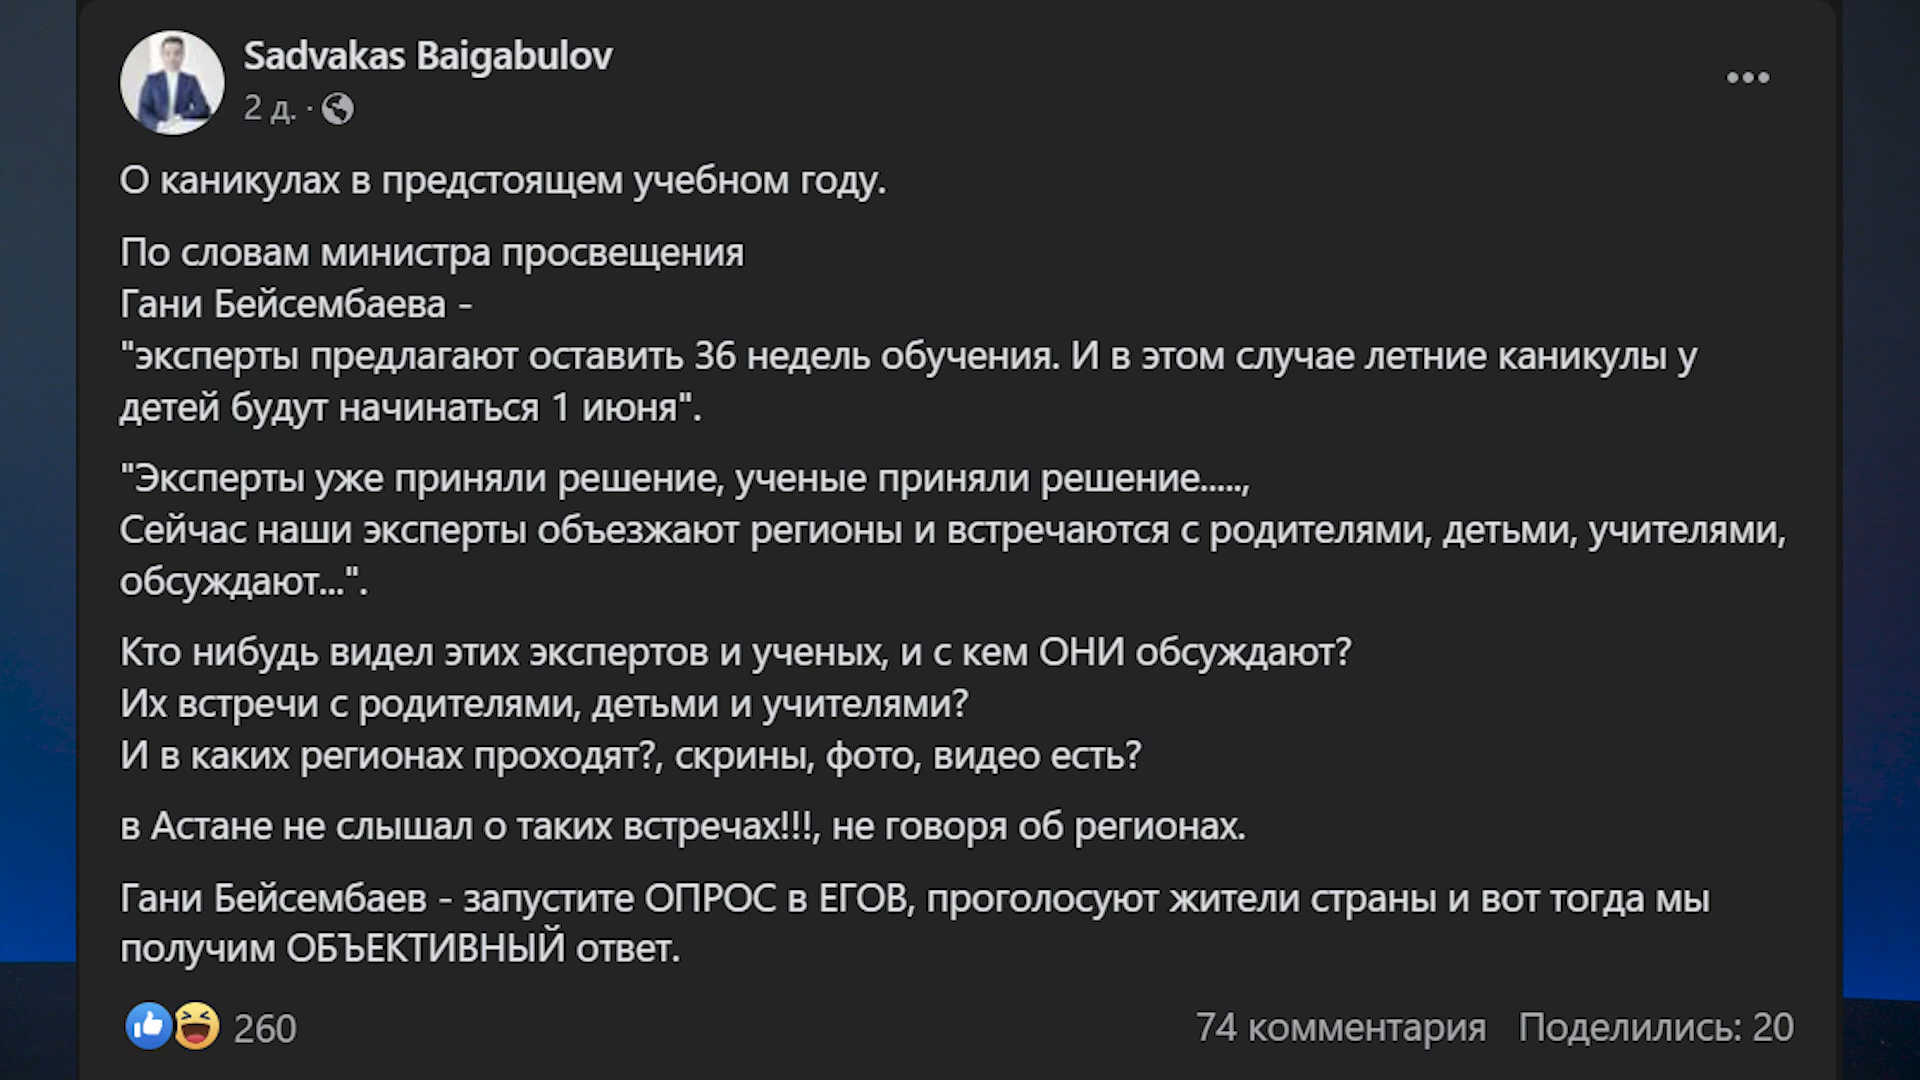 Sadvakas Baigabulov
2 д. ·
О каникулах в предстоящем учебном году.
По словам министра просвещения
Гани Бейсембаева -
"эксперты предлагают оставить 36 недель обучения. И в этом случае летние каникулы у
детей будут начинаться 1 июня".
"Эксперты уже приняли решение, ученые приняли решение.....,
Сейчас наши эксперты объезжают регионы и встречаются с родителями, детьми, учителями,
обсуждают...".
Кто нибудь видел этих экспертов и ученых, и с кем ОНИ обсуждают?
Их встречи с родителями, детьми и учителями?
И в каких регионах проходят?, скрины, фото, видео есть?
в Астане не слышал о таких встречах!!!, не говоря об регионах.
Гани Бейсембаев - запустите ОПРОС в ЕГОВ, проголосуют жители страны и вот тогда мы
получим ОБЪЕКТИВНЫЙ ответ.
260 74 комментария Поделились: 20